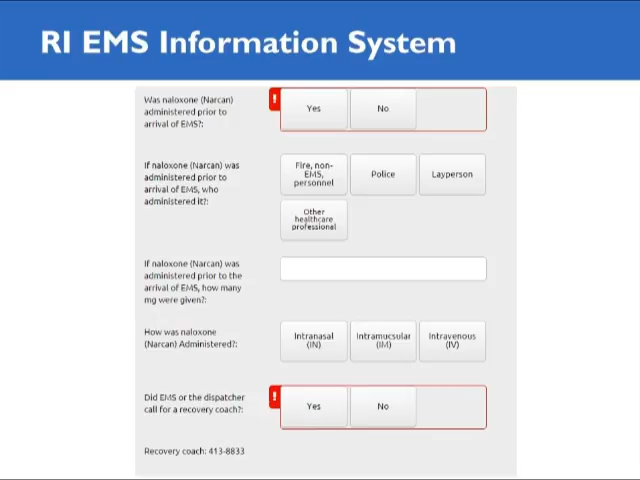 RI EMS Information System
Was naloxone (Narcan)
administered prior to
arrival of EMS?:
!
Yes
No
If naloxone (Narcan) was
administered prior to
arrival of EMS, who
administered it?:
Fire, non-
EMS,
personnel
Police
Layperson
Other
healthcare
professional
If naloxone (Narcan) was
administered prior to the
arrival of EMS, how many
mg were given?:
How was naloxone
(Narcan) Administered?:
Intranasal
(IN)
Intramucsular
(IM)
Intravenous
(IV)
Did EMS or the dispatcher
call for a recovery coach?:
!
Yes
No
Recovery coach: 413-8833